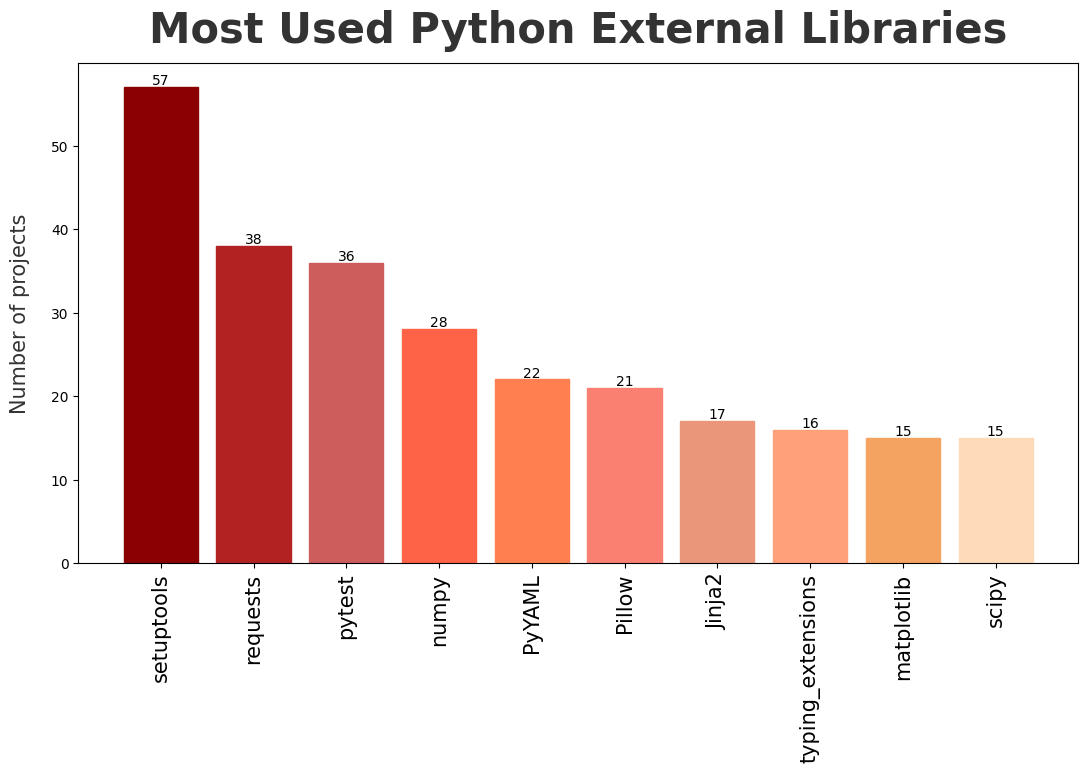 Most Used Python External Libraries
Number of projects
50
40
30
20
10
0
57
38
36
28
22
21
17
16
15
15
setuptools
requests
pytest
numpy
PyYAML
Pillow
Jinja2
typing_extensions
matplotlib
scipy